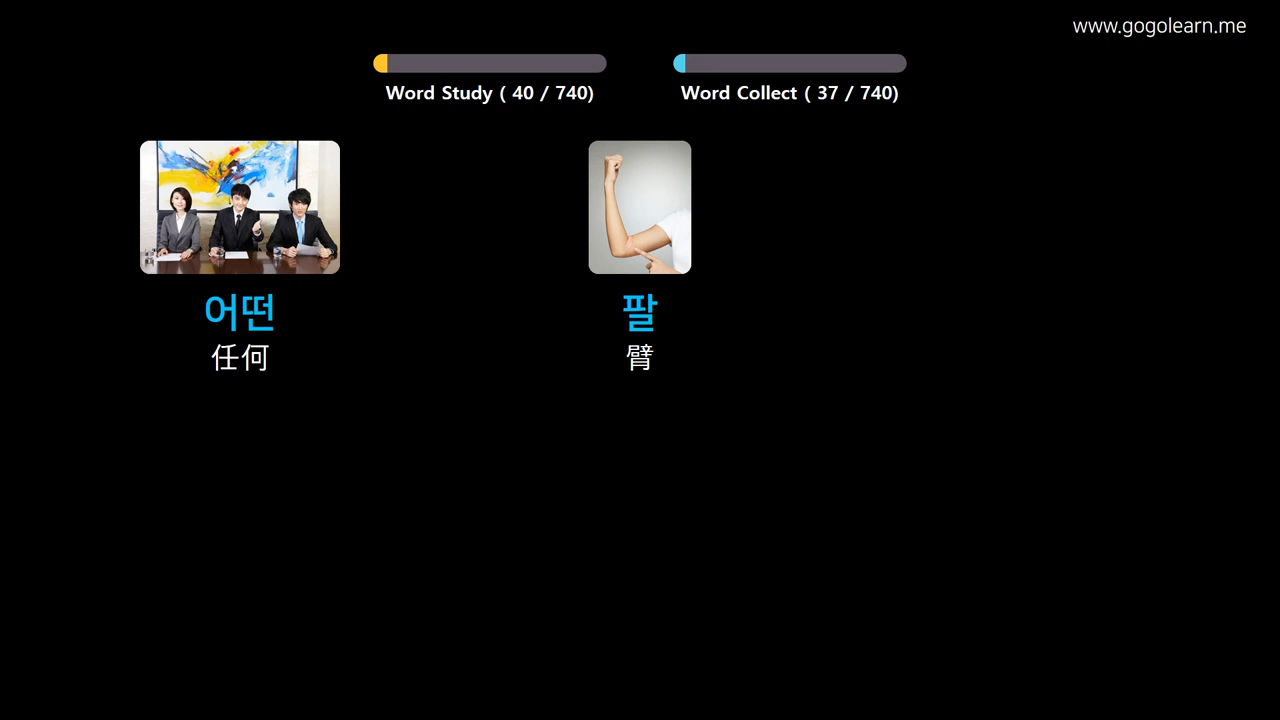 www.gogolearn.me
Word Study ( 40 / 740)
Word Collect ( 37 / 740)
어떤
任何
팔
臂